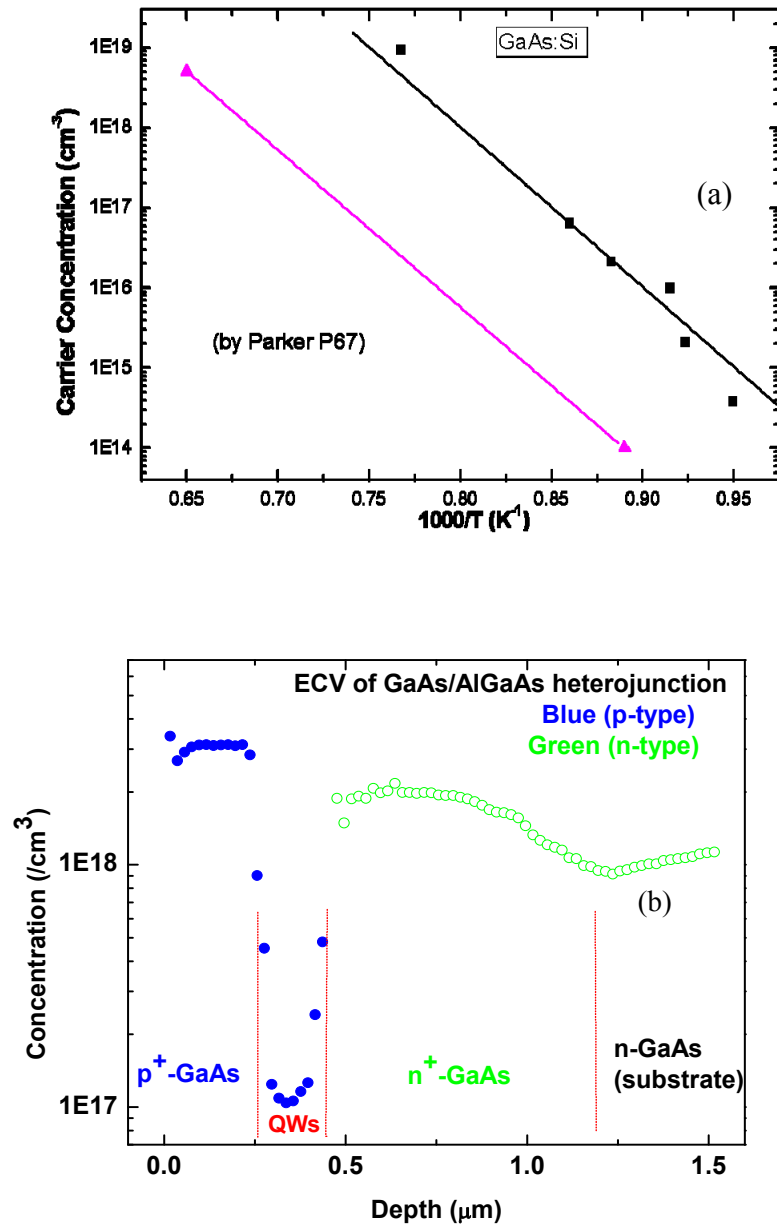 1E19
1E18
1E17
1E16
1E15
1E14
Carrier Concentration (cm⁻³)
GaAs:Si
(a)
(by Parker P67)
0.65 0.70 0.75 0.80 0.85 0.90 0.95
1000/T (K⁻¹)
ECV of GaAs/AlGaAs heterojunction
Blue (p-type)
Green (n-type)
1E18
1E17
Concentration (/cm³)
(b)
p⁺-GaAs
QWs
n⁺-GaAs
n-GaAs
(substrate)
0.0 0.5 1.0 1.5
Depth (μm)